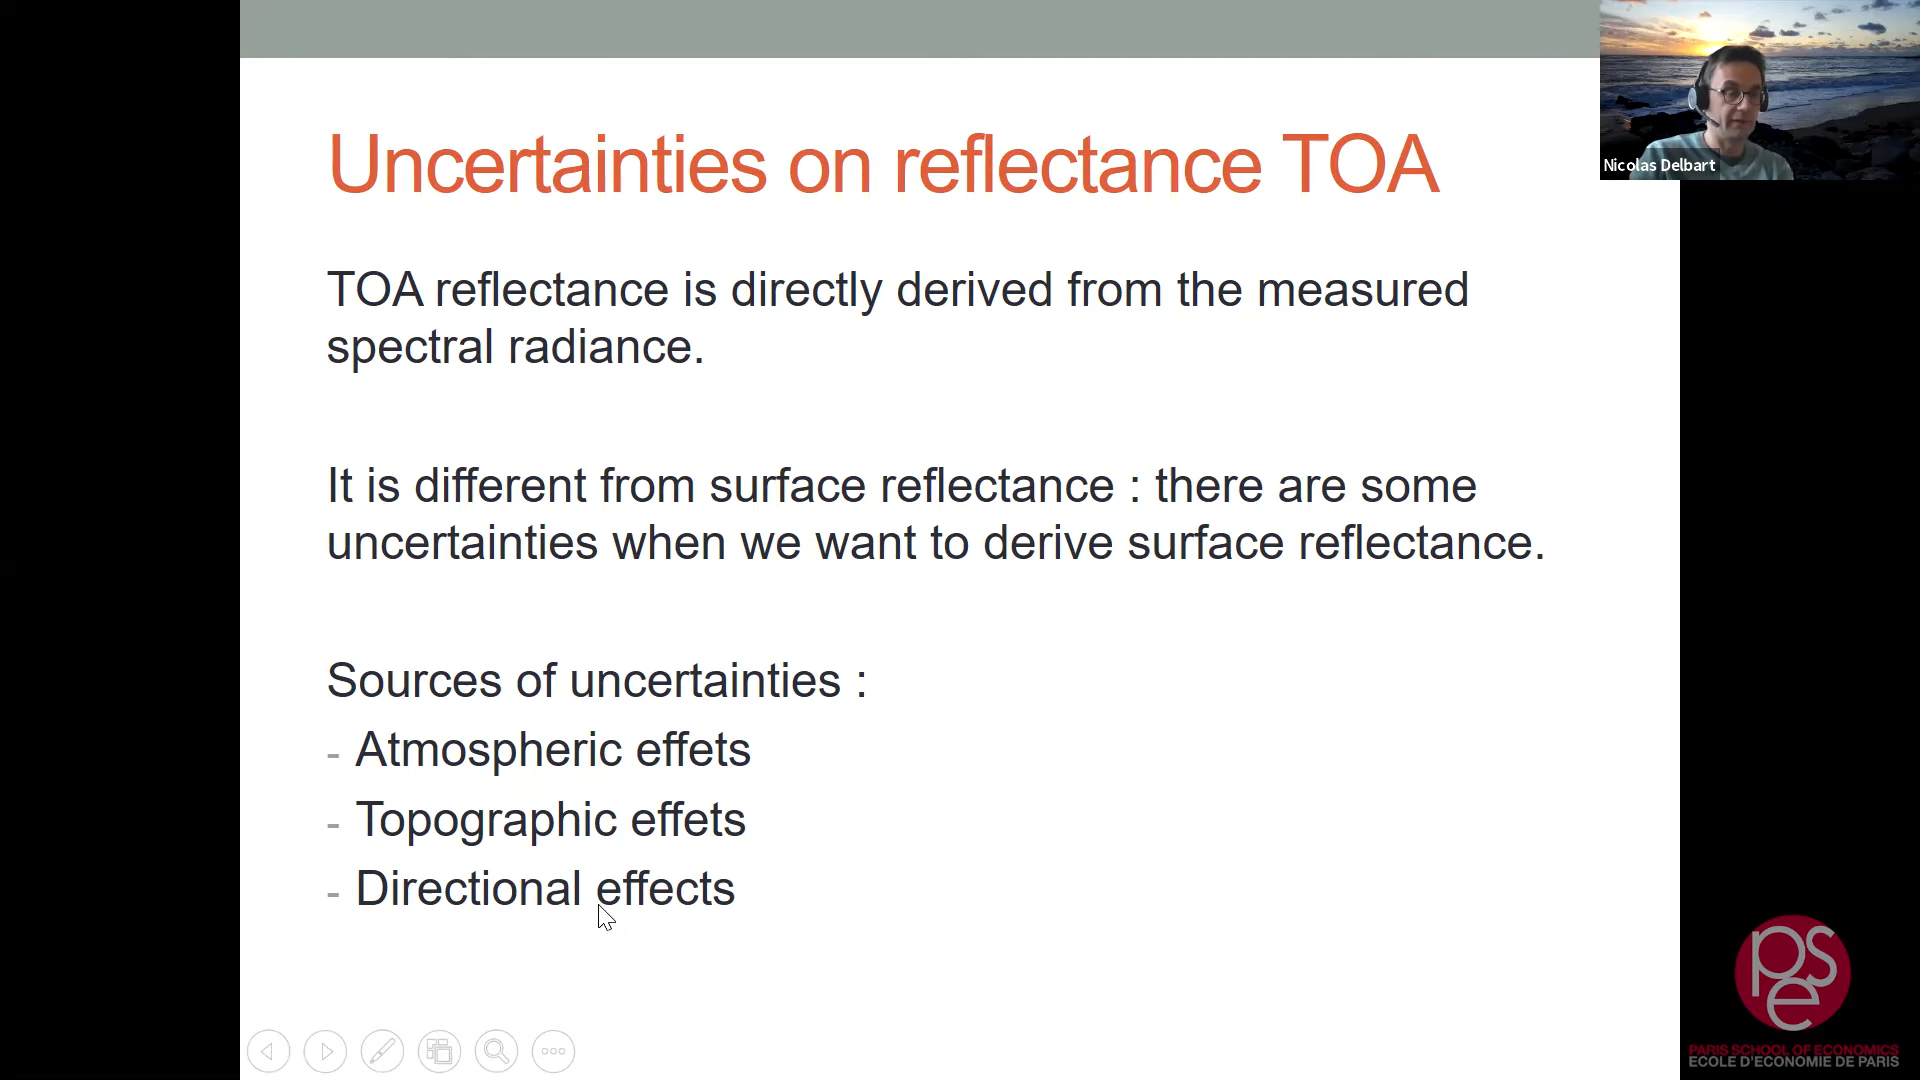 Uncertainties on reflectance TOA
Nicolas Delbart
TOA reflectance is directly derived from the measured
spectral radiance.
It is different from surface reflectance : there are some
uncertainties when we want to derive surface reflectance.
Sources of uncertainties :
- Atmospheric effets
- Topographic effets
- Directional effects
pse
PARIS SCHOOL OF ECONOMICS
ECOLE D'ECONOMIE DE PARIS